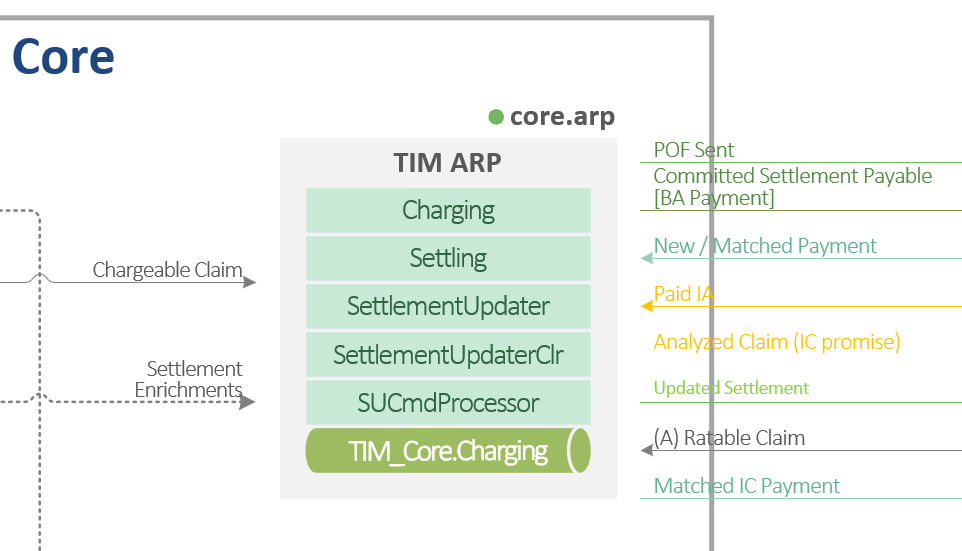 Core
core.arp
TIM ARP
Charging
Settling
SettlementUpdater
SettlementUpdaterClr
SUCmdProcessor
TIM_Core.Charging
Chargeable Claim
Settlement
Enrichments
POF Sent
Committed Settlement Payable
[BA Payment]
New / Matched Payment
Paid IA
Analyzed Claim (IC promise)
Updated Settlement
(A) Ratable Claim
Matched IC Payment